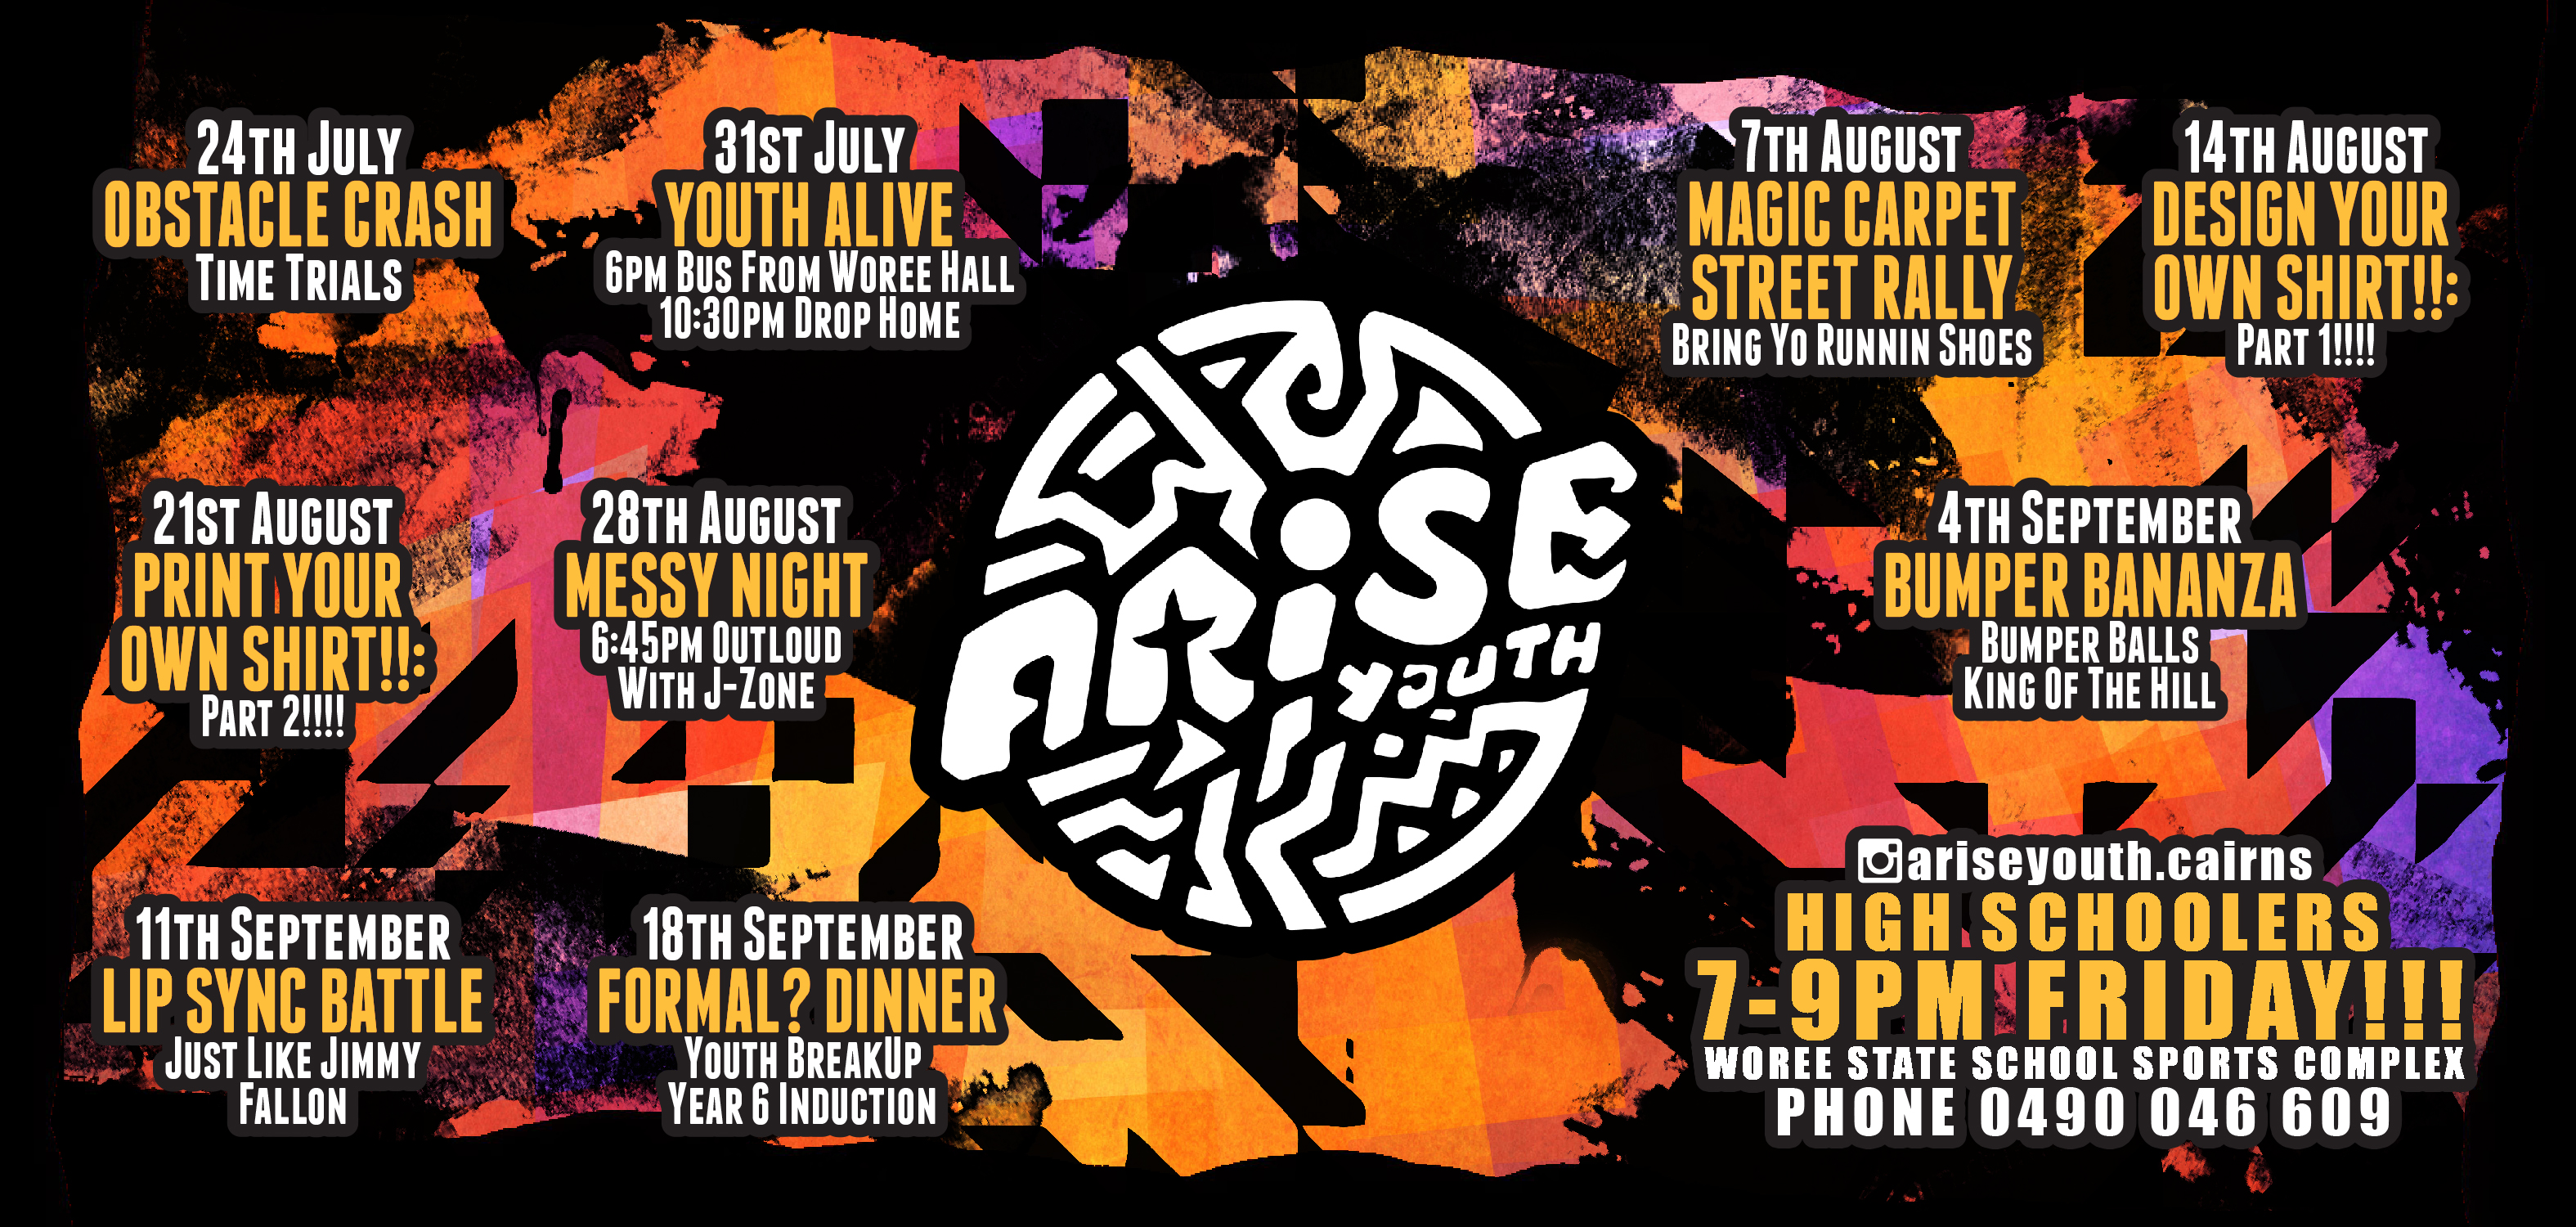 24th July
OBSTACLE CRASH
Time Trials
31st July
YOUTH ALIVE
6pm Bus From Woree Hall
10:30pm Drop Home
7th August
MAGIC CARPET
STREET RALLY
Bring Yo Runnin Shoes
14th August
DESIGN YOUR
OWN SHIRT!!:
Part 1!!!!
21st August
PRINT YOUR
OWN SHIRT!!:
Part 2!!!!
28th August
MESSY NIGHT
6:45pm Outloud
With J-Zone
ARiSE
YOUTH
4th September
BUMPER BANANZA
Bumper Balls
King Of The Hill
11th September
LIP SYNC BATTLE
Just Like Jimmy
Fallon
18th September
FORMAL? DINNER
Youth BreakUp
Year 6 Induction
ariseyouth.cairns
HIGH SCHOOLERS
7-9PM FRIDAY!!!
WOREE STATE SCHOOL SPORTS COMPLEX
PHONE 0490 046 609